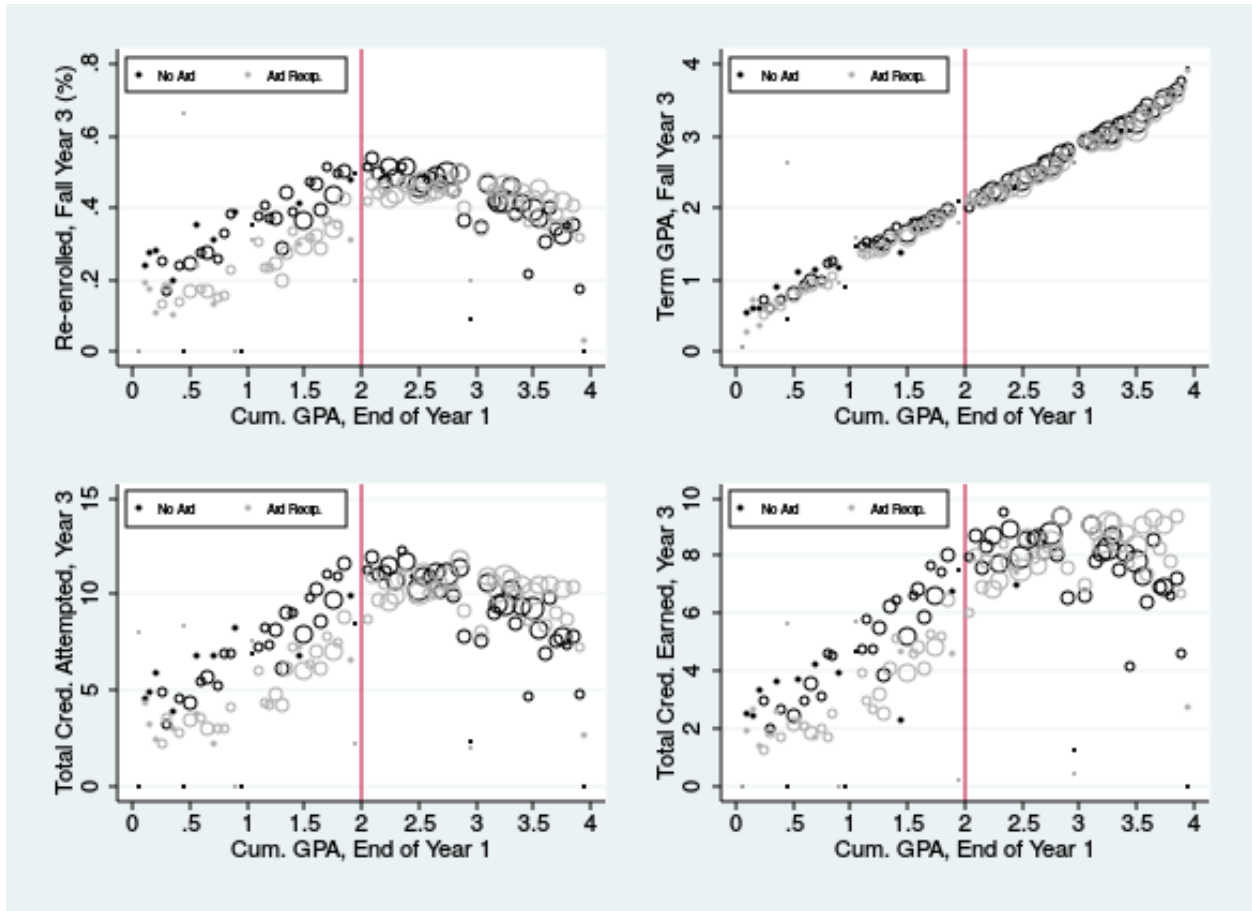 Re-enrolled, Fall Year 3 (%)
.8
.6
.4
.2
0
No Aid
Aid Recip.
0 .5 1 1.5 2 2.5 3 3.5 4
Cum. GPA, End of Year 1
Term GPA, Fall Year 3
4
3
2
1
0
No Aid
Aid Recip.
0 .5 1 1.5 2 2.5 3 3.5 4
Cum. GPA, End of Year 1
Total Cred. Attempted, Year 3
15
10
5
0
No Aid
Aid Recip.
0 .5 1 1.5 2 2.5 3 3.5 4
Cum. GPA, End of Year 1
Total Cred. Earned, Year 3
10
8
6
4
2
0
No Aid
Aid Recip.
0 .5 1 1.5 2 2.5 3 3.5 4
Cum. GPA, End of Year 1